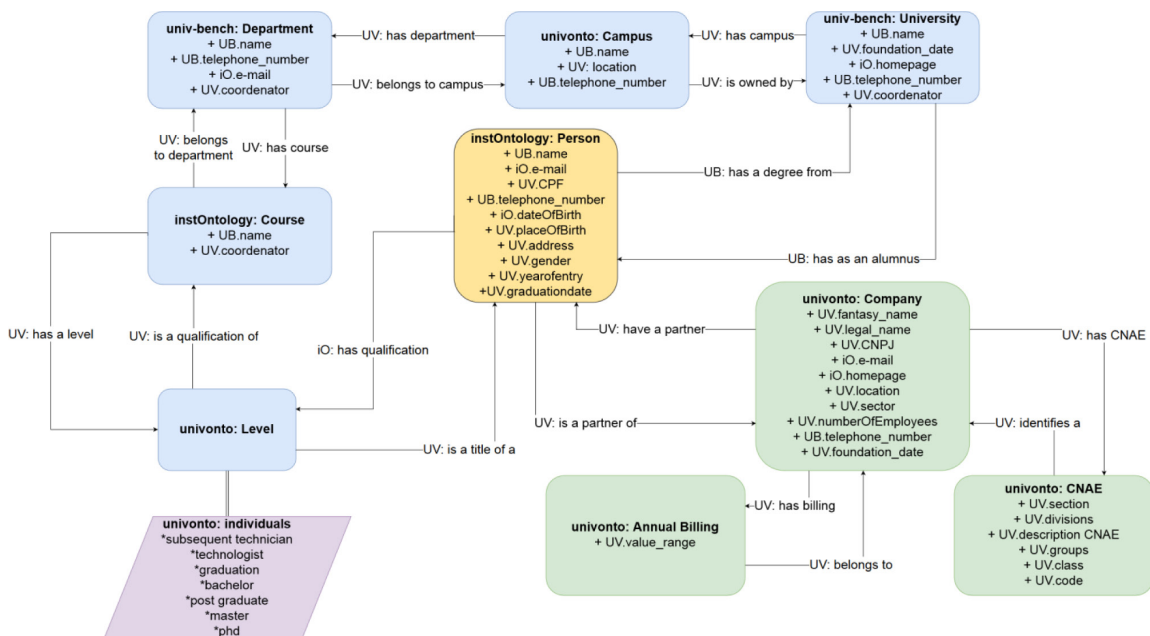 univ-bench: Department
+ UB.name
+ UB.telephone_number
+ iO.e-mail
+ UV.coordenator
UV: has department
UV: belongs to campus
univonto: Campus
+ UB.name
+ UV: location
+ UB.telephone_number
UV: has campus
UV: is owned by
univ-bench: University
+ UB.name
+ UV.foundation_date
+ iO.homepage
+ UB.telephone_number
+ UV.coordenator
UV: belongs
to department
UV: has course
instOntology: Person
+ UB.name
+ iO.e-mail
+ UV.CPF
+ UB.telephone_number
+ iO.dateOfBirth
+ UV.placeOfBirth
+ UV.address
+ UV.gender
+ UV.yearofentry
+UV.graduationdate
UB: has a degree from
UB: has as an alumnus
instOntology: Course
+ UB.name
+ UV.coordenator
UV: has a level
UV: is a qualification of
iO: has qualification
UV: have a partner
univonto: Company
+ UV.fantasy_name
+ UV.legal_name
+ UV.CNPJ
+ iO.e-mail
+ iO.homepage
+ UV.location
+ UV.sector
+ UV.numberOfEmployees
+ UB.telephone_number
+ UV.foundation_date
UV: has CNAE
univonto: Level
UV: is a title of a
UV: is a partner of
UV: identifies a
univonto: individuals
*subsequent technician
*technologist
*graduation
*bachelor
*post graduate
*master
*phd
univonto: Annual Billing
+ UV.value_range
UV: has billing
UV: belongs to
univonto: CNAE
+ UV.section
+ UV.divisions
+ UV.description CNAE
+ UV.groups
+ UV.class
+ UV.code